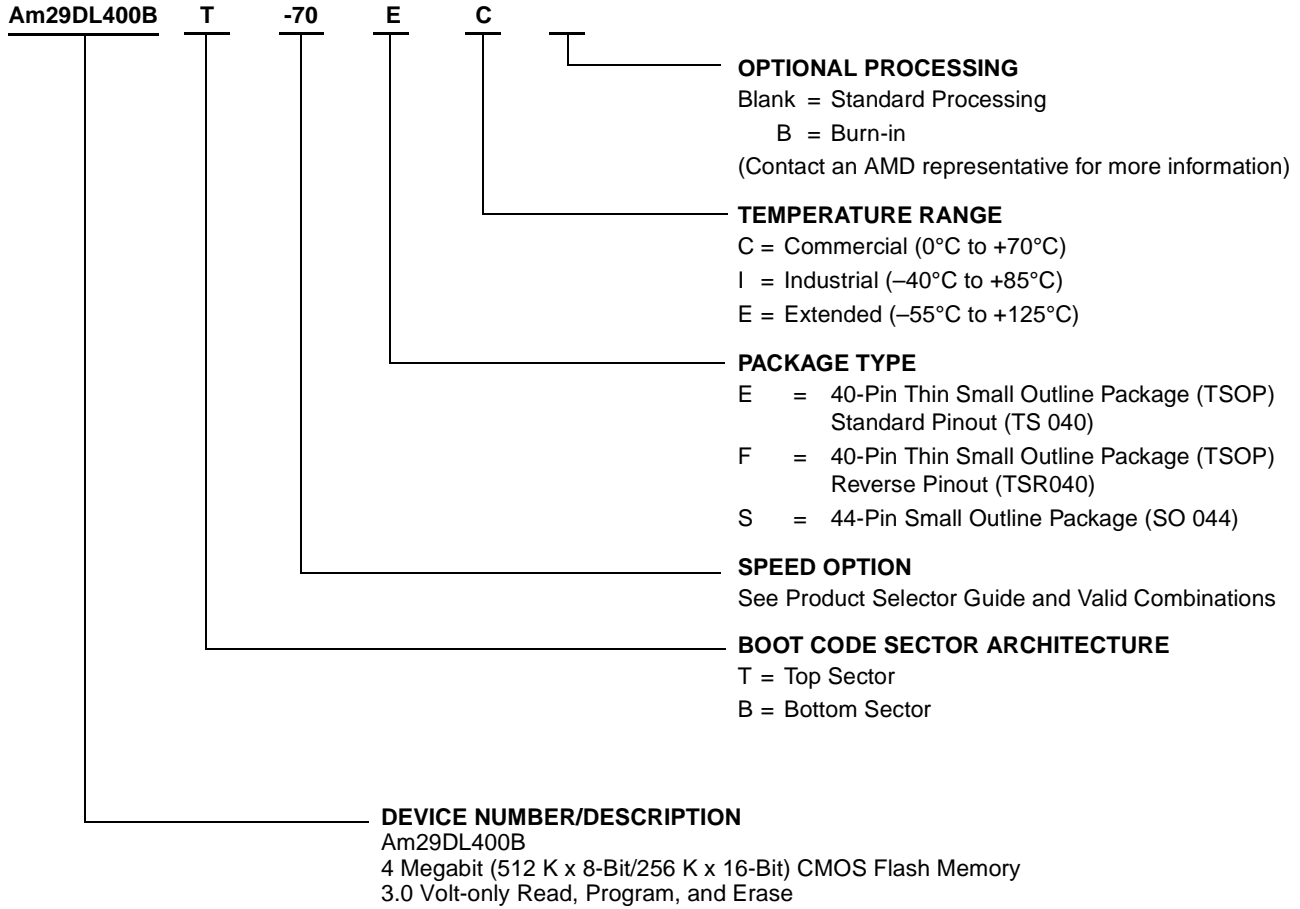 Am29DL400B T -70 E C
OPTIONAL PROCESSING
Blank = Standard Processing
B = Burn-in
(Contact an AMD representative for more information)
TEMPERATURE RANGE
C = Commercial (0°C to +70°C)
I = Industrial (–40°C to +85°C)
E = Extended (–55°C to +125°C)
PACKAGE TYPE
E = 40-Pin Thin Small Outline Package (TSOP)
Standard Pinout (TS 040)
F = 40-Pin Thin Small Outline Package (TSOP)
Reverse Pinout (TSR040)
S = 44-Pin Small Outline Package (SO 044)
SPEED OPTION
See Product Selector Guide and Valid Combinations
BOOT CODE SECTOR ARCHITECTURE
T = Top Sector
B = Bottom Sector
DEVICE NUMBER/DESCRIPTION
Am29DL400B
4 Megabit (512 K x 8-Bit/256 K x 16-Bit) CMOS Flash Memory
3.0 Volt-only Read, Program, and Erase